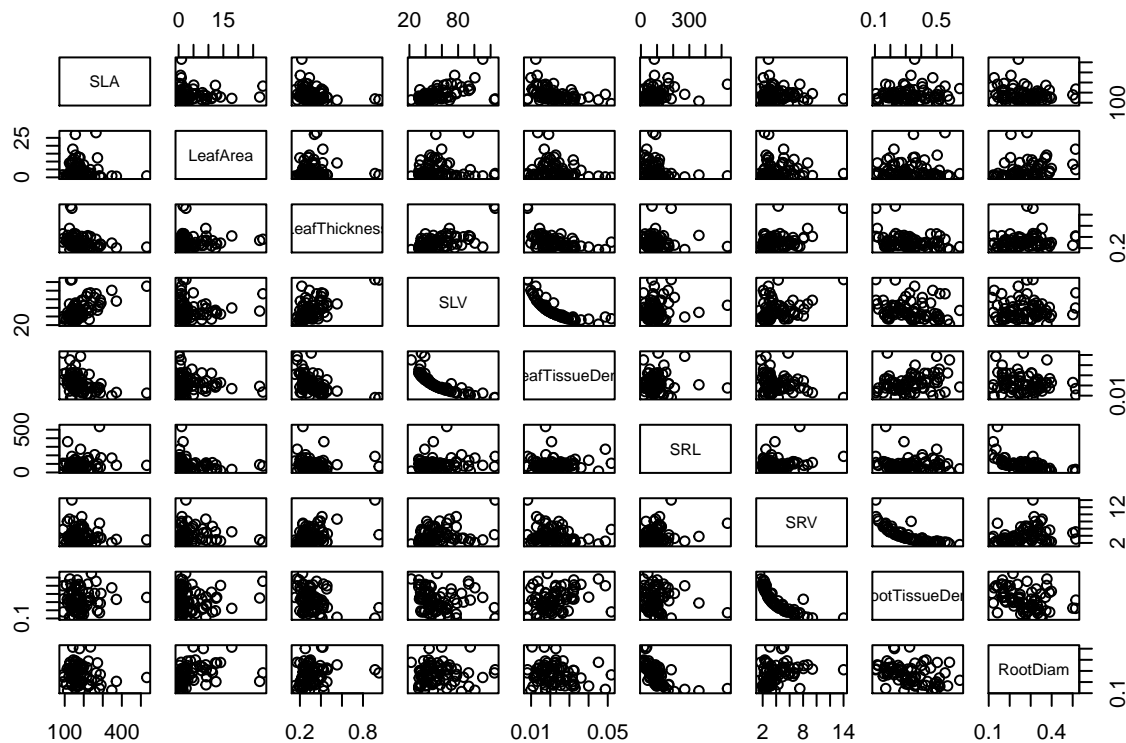 0 15 20 80 0 300 0.1 0.5
SLA 100
25 0 LeafArea
LeafThickness 0.2
20 SLV
eafTissueDen 0.01
500 0 SRL
SRV 12 2
0.1 ootTissueDen
RootDiam 0.1
100 400 0.2 0.8 0.01 0.05 2 8 14 0.1 0.4